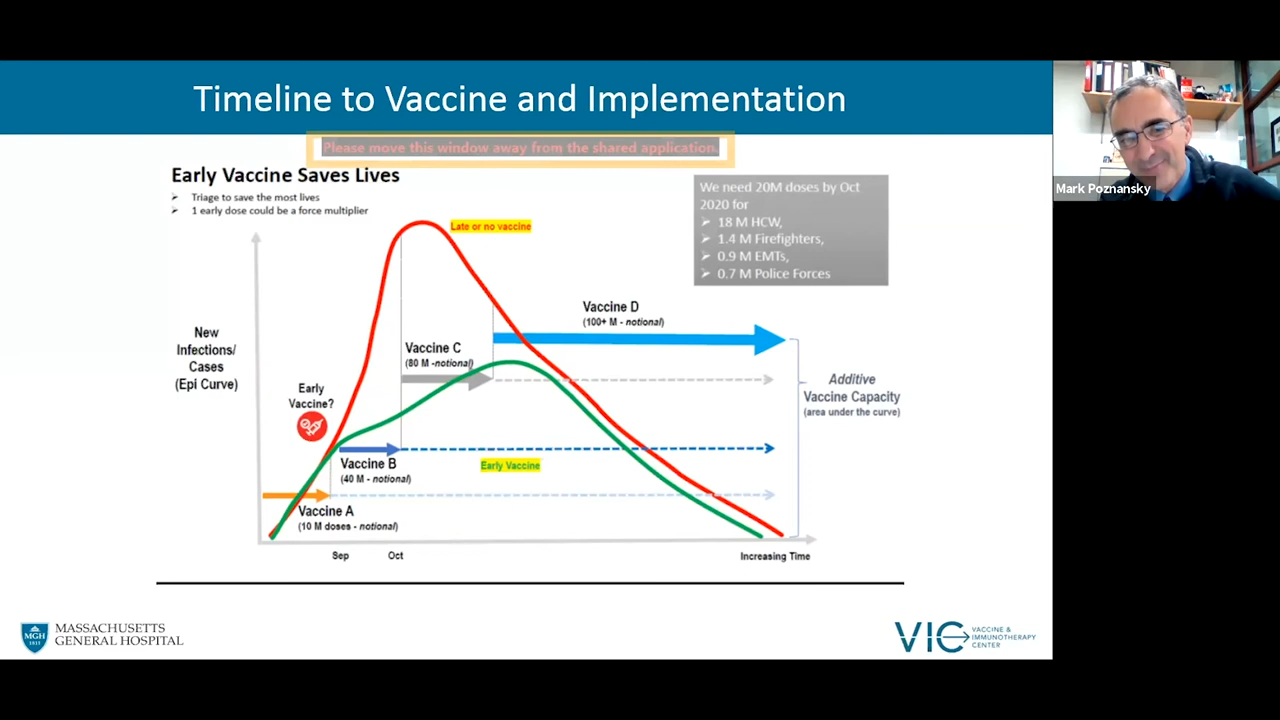 Timeline to Vaccine and Implementation
Please move this window away from the shared application.
Early Vaccine Saves Lives
➢ Triage to save the most lives
➢ 1 early dose could be a force multiplier
We need 20M doses by Oct
2020 for
➢ 18 M HCW,
➢ 1.4 M Firefighters,
➢ 0.9 M EMTs,
➢ 0.7 M Police Forces
Late or no vaccine
Vaccine D
(100+ M - notional)
New
Infections/
Cases
(Epi Curve)
Vaccine C
(80 M -notional)
Early
Vaccine?
Additive
Vaccine Capacity
(area under the curve)
Vaccine B
(40 M - notional)
Early Vaccine
Vaccine A
(10 M doses - notional)
Sep
Oct
Increasing Time
MGH
1811
MASSACHUSETTS
GENERAL HOSPITAL
VIC
VACCINE &
IMMUNOTHERAPY
CENTER
Mark Poznansky